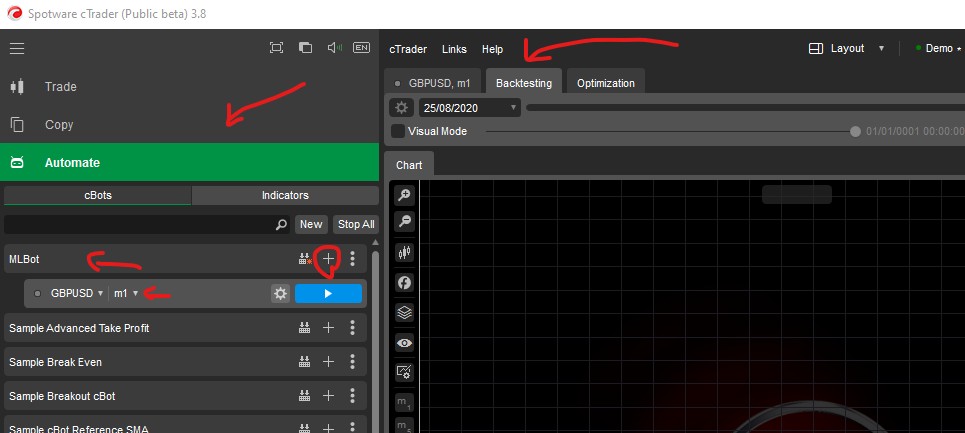 Spotware cTrader (Public beta) 3.8
EN
cTrader Links Help
Layout
Demo
Trade
Copy
Automate
GBPUSD, m1
Backtesting
Optimization
25/08/2020
Visual Mode
01/01/0001 00:00:00
Chart
cBots
Indicators
New
Stop All
MLBot
GBPUSD
m1
Sample Advanced Take Profit
Sample Break Even
Sample Breakout cBot
Sample cBot Reference SMA
m1
m5